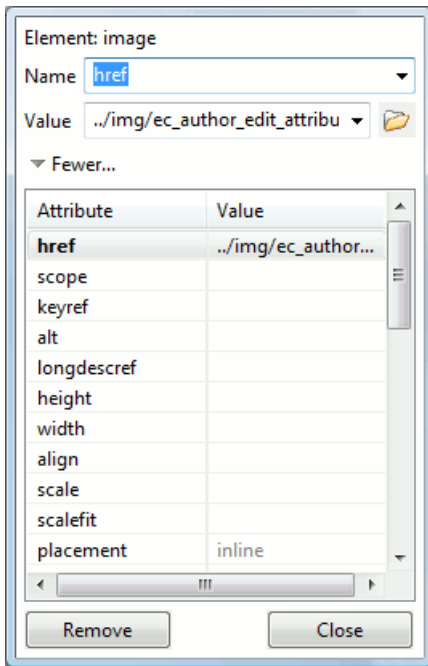 Element: image
Name href
Value ../img/ec_author_edit_attribu
Fewer...
Attribute Value
href ../img/ec_author...
scope
keyref
alt
longdescref
height
width
align
scale
scalefit
placement inline
Remove Close